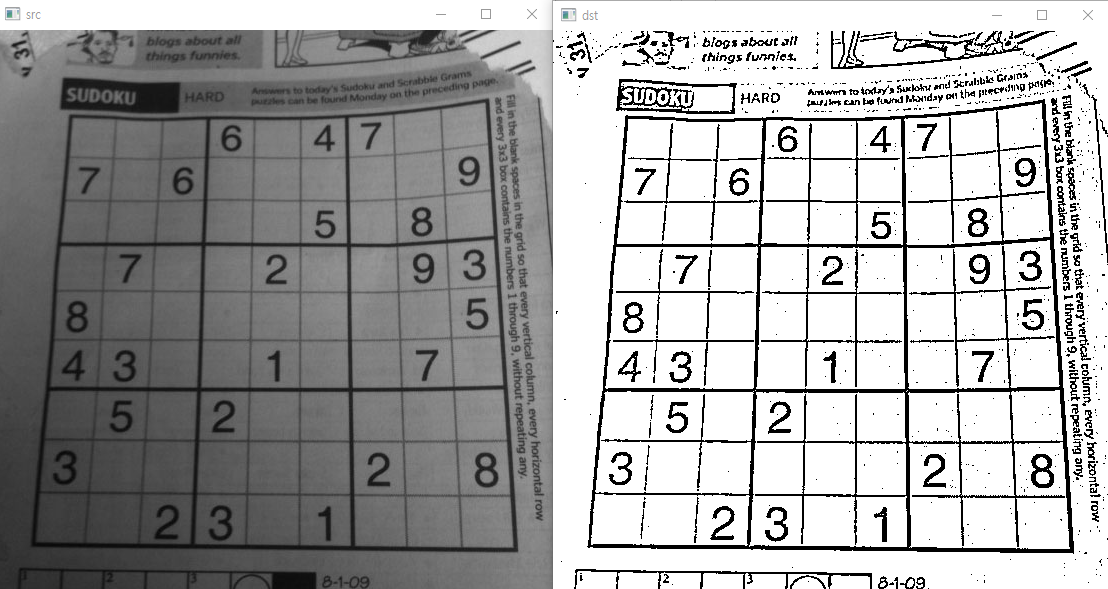 src
31,
blogs about all
things funnies.
SUDOKU
HARD
Answers to today's Sudoku and Scrabble Grams
puzzles can be found Monday on the preceding page.
Fill in the blank spaces in the grid so that every vertical column, every horizontal row
and every 3x3 box contains the numbers 1 through 9, without repeating any.
6 4 7
7 6 9
5 8
7 2 9 3
8 5
4 3 1 7
5 2
3 2 8
2 3 1
1 2 3 8-1-09
dst
31,
blogs about all
things funnies.
SUDOKU
HARD
Answers to today's Sudoku and Scrabble Grams
puzzles can be found Monday on the preceding page.
Fill in the blank spaces in the grid so that every vertical column, every horizontal row
and every 3x3 box contains the numbers 1 through 9, without repeating any.
6 4 7
7 6 9
5 8
7 2 9 3
8 5
4 3 1 7
5 2
3 2 8
2 3 1
1 2 3 8-1-09